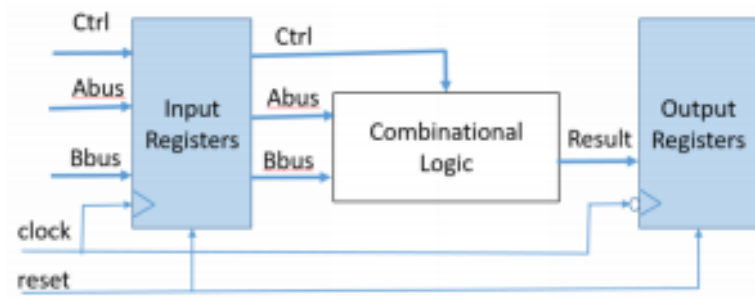 Ctrl
Ctrl
Abus
Abus
Input
Registers
Combinational
Logic
Output
Registers
Result
Bbus
Bbus
clock
reset